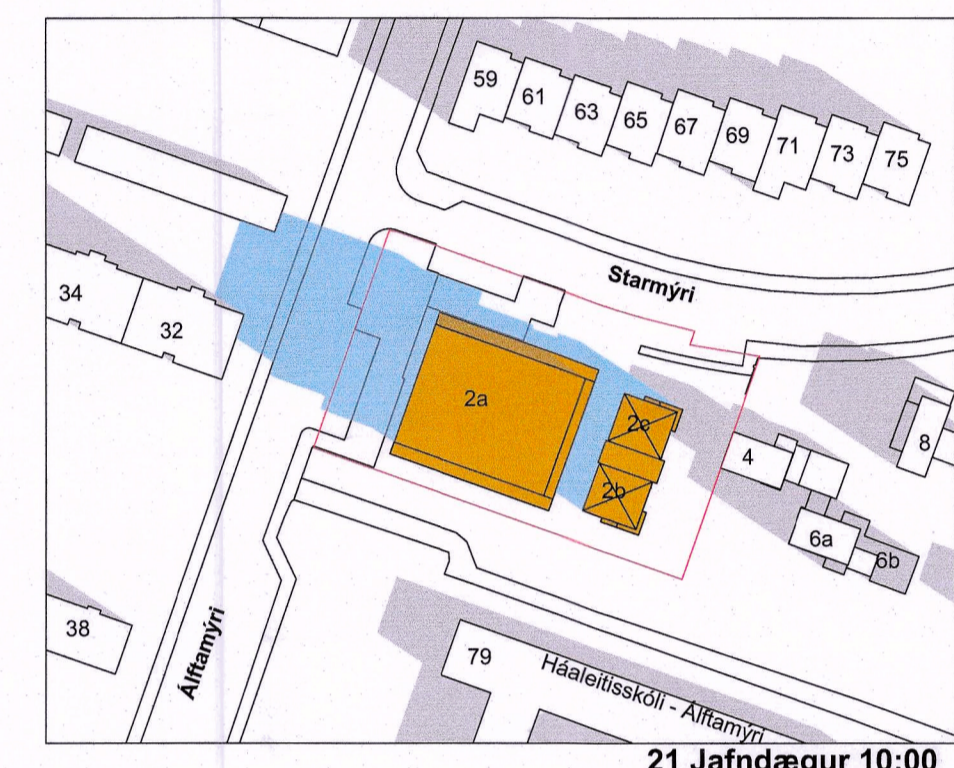 59
61
63
65
67
69
71
73
75
Starmýri
34
32
2a
2c
2b
4
8
6a
6b
38
Álftamýri
79
Háaleitisskóli - Álftamýri
21 Jafndægur 10:00